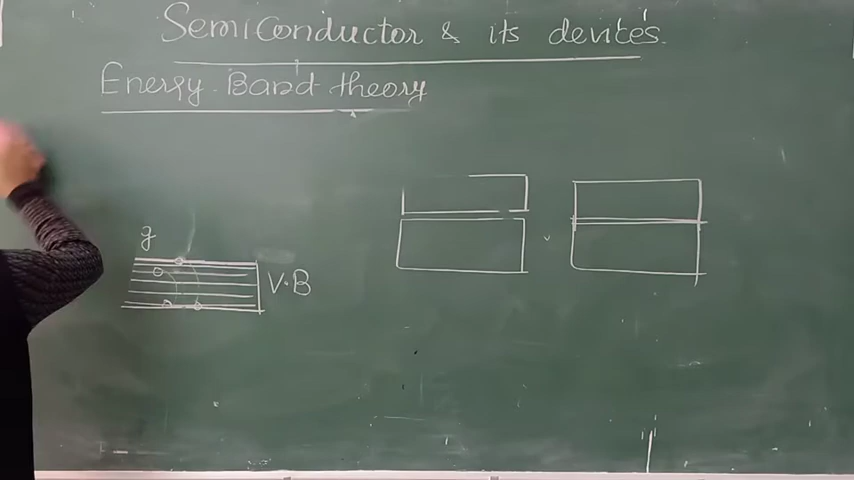 Semiconductor & its devices
Energy Band theory
g
V.B